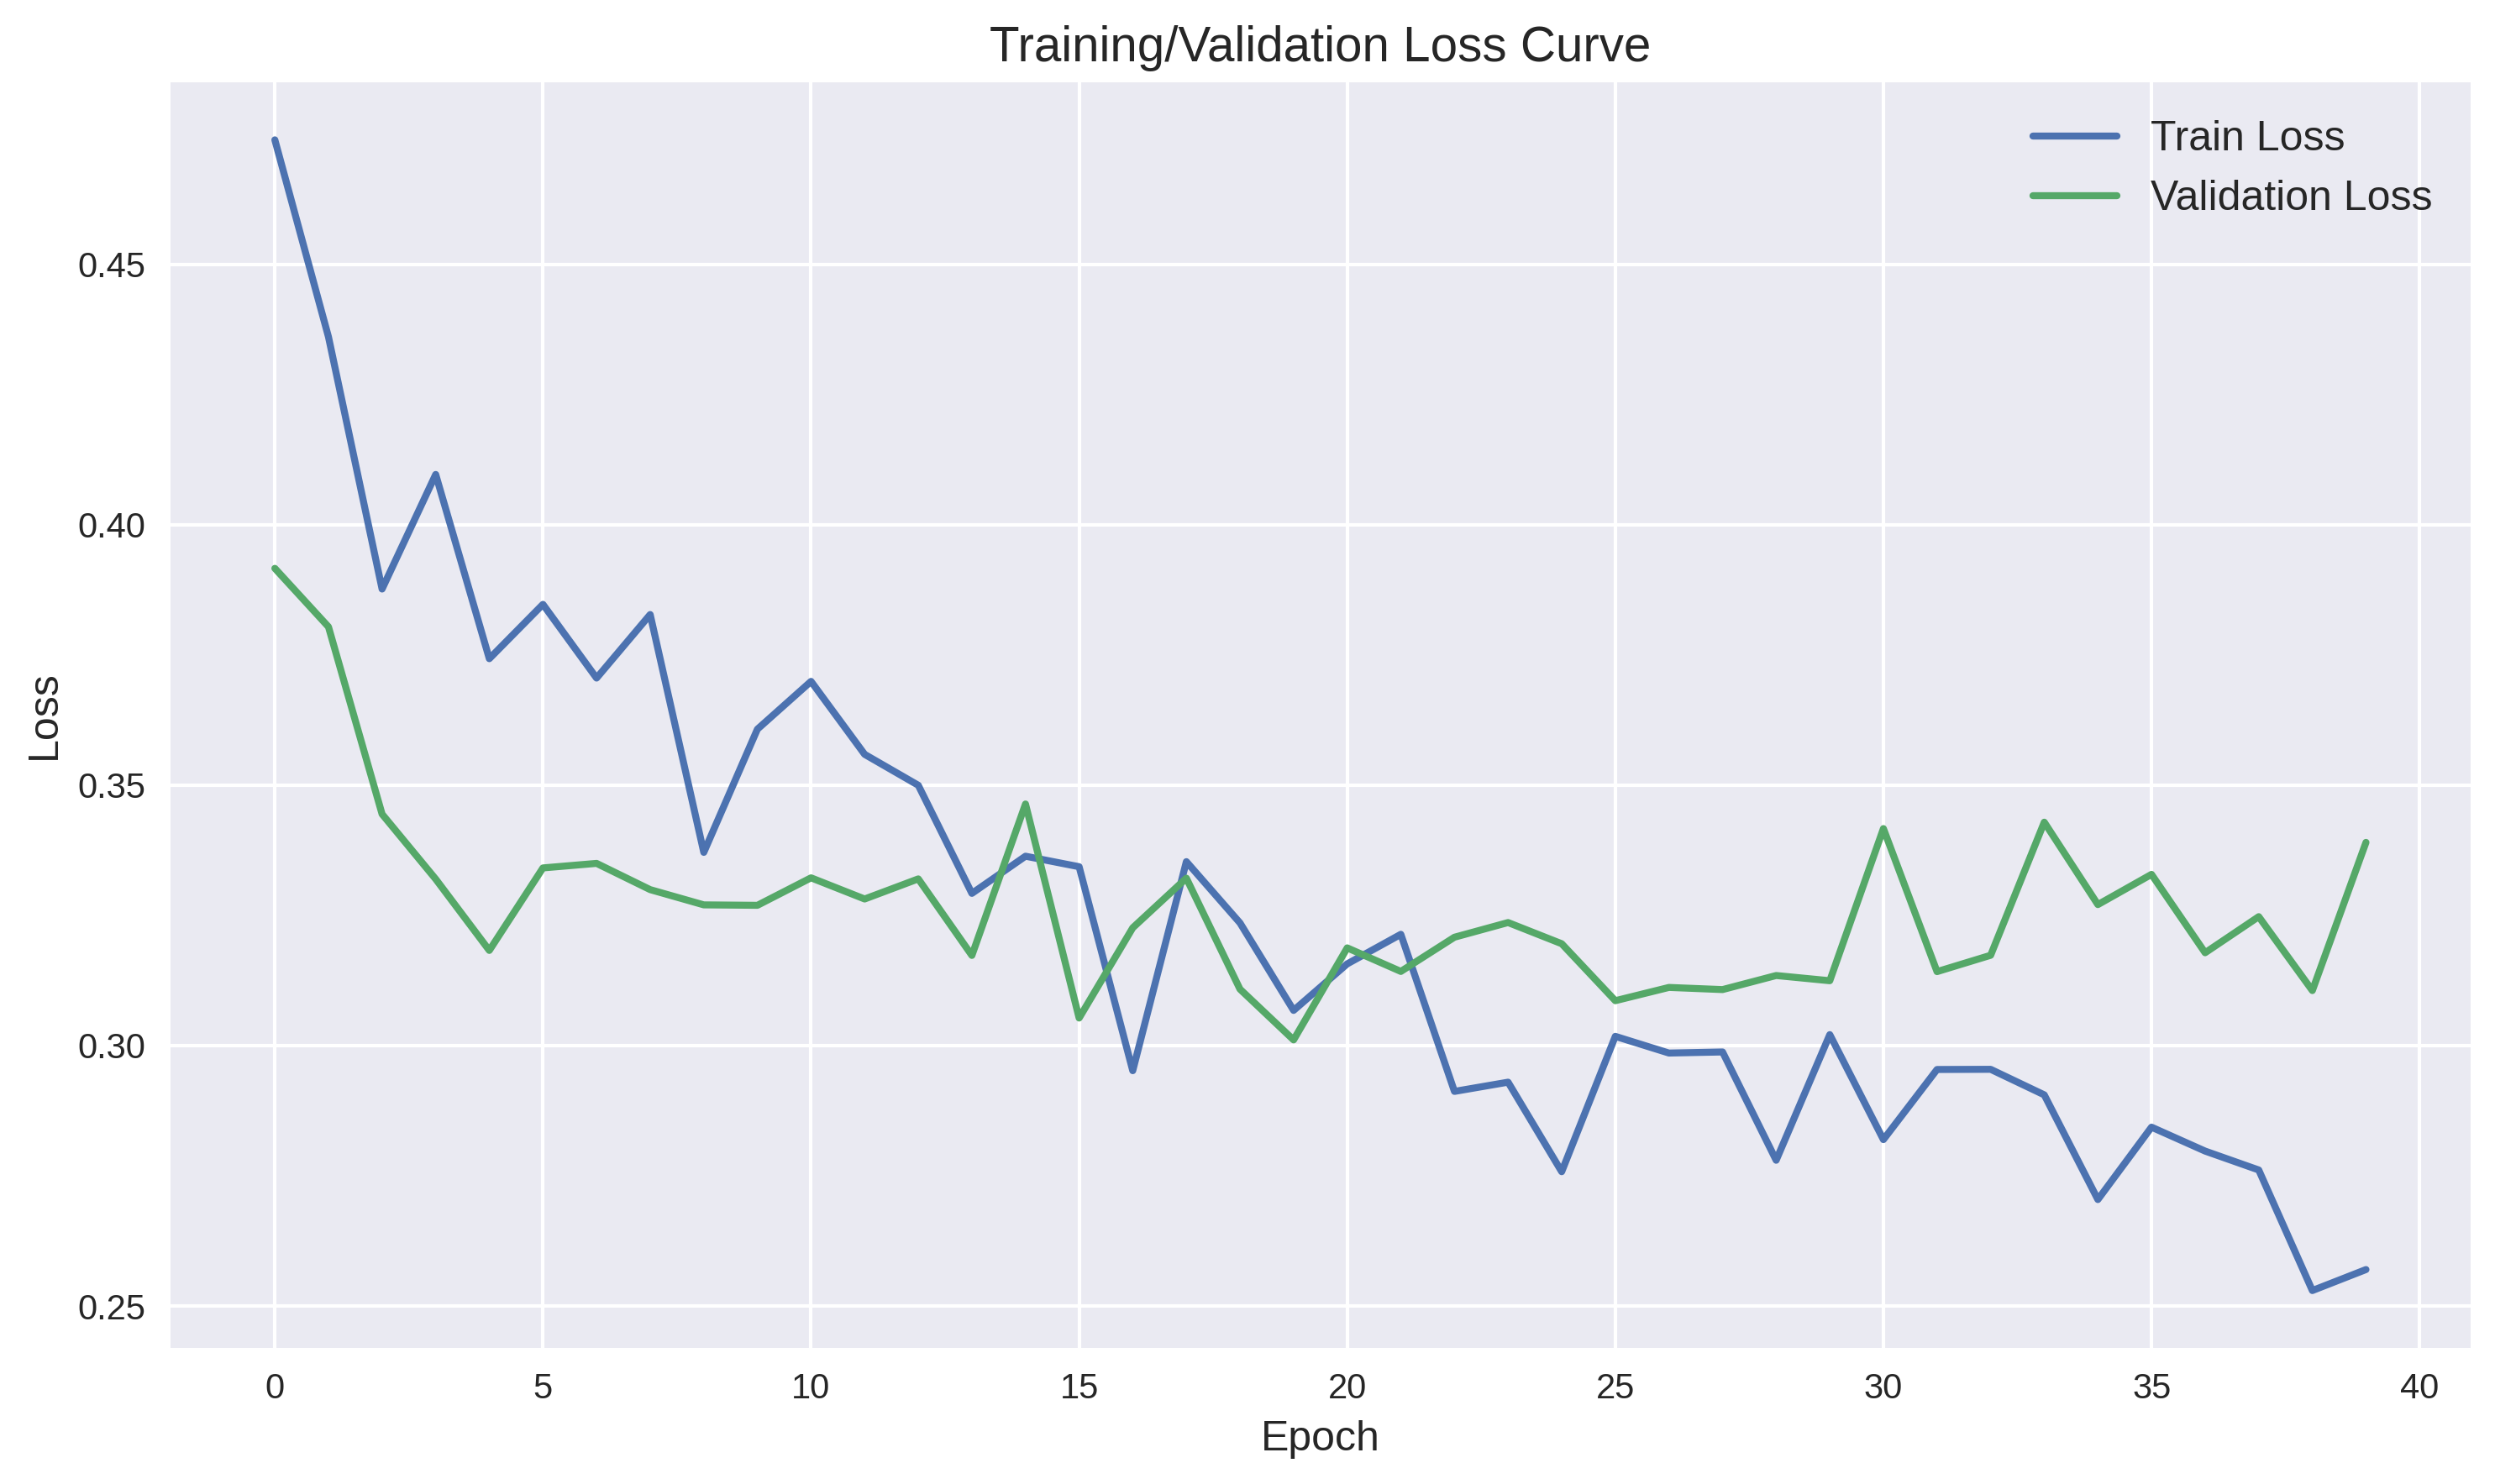 Training/Validation Loss Curve
Train Loss
Validation Loss
Loss
0.45
0.40
0.35
0.30
0.25
0 5 10 15 20 25 30 35 40
Epoch